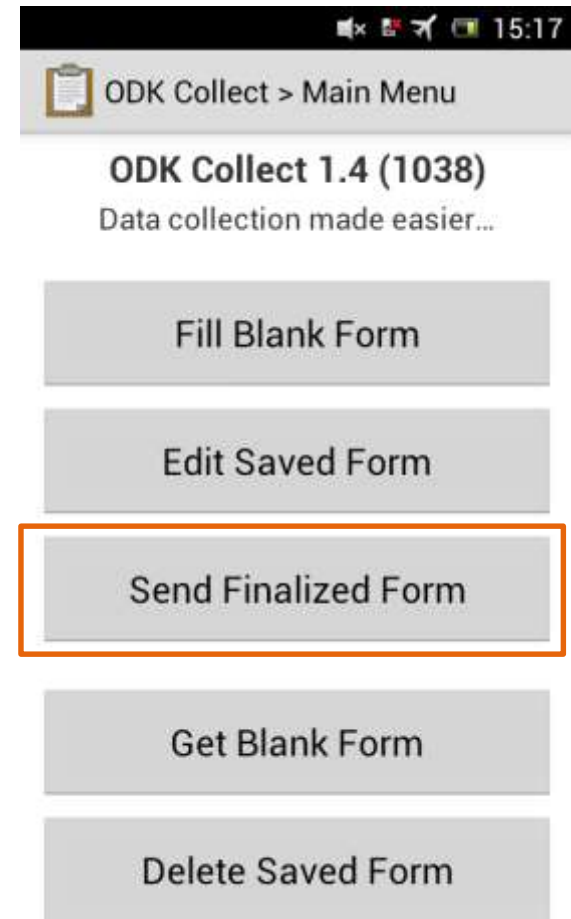 15:17
ODK Collect > Main Menu
ODK Collect 1.4 (1038)
Data collection made easier...
Fill Blank Form
Edit Saved Form
Send Finalized Form
Get Blank Form
Delete Saved Form